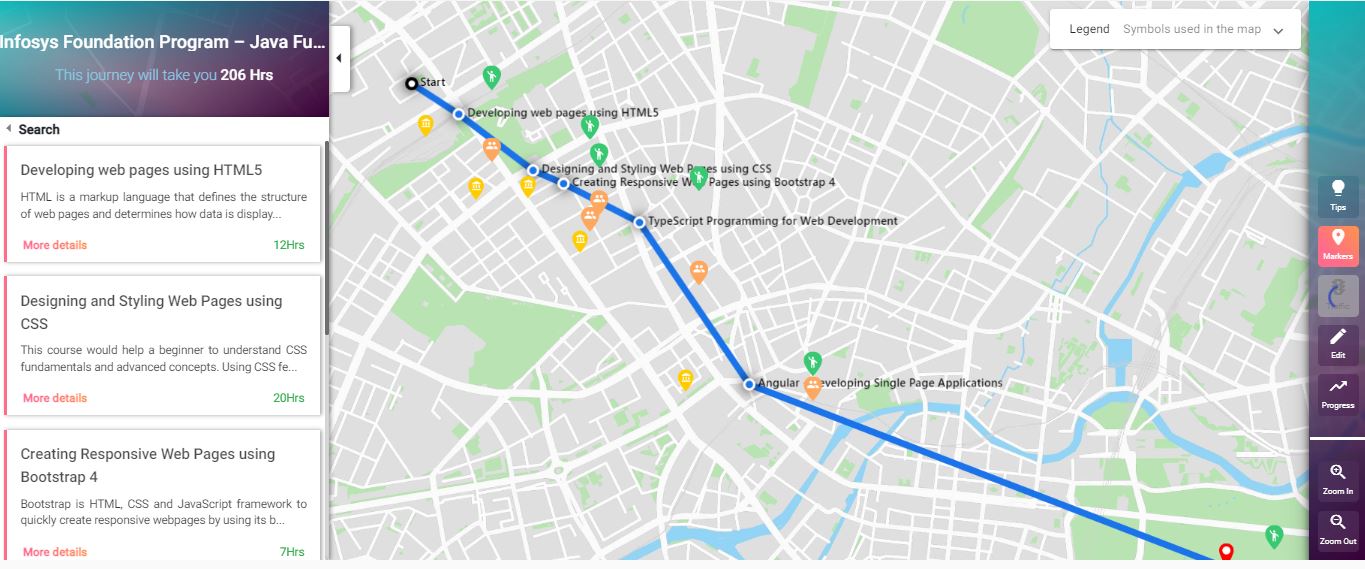 Infosys Foundation Program – Java Fu...
This journey will take you 206 Hrs
Search
Developing web pages using HTML5
HTML is a markup language that defines the structure
of web pages and determines how data is display...
More details 12Hrs
Designing and Styling Web Pages using
CSS
This course would help a beginner to understand CSS
fundamentals and advanced concepts. Using CSS fe...
More details 20Hrs
Creating Responsive Web Pages using
Bootstrap 4
Bootstrap is HTML, CSS and JavaScript framework to
quickly create responsive webpages by using its b...
More details 7Hrs
Legend Symbols used in the map
Start
Developing web pages using HTML5
Designing and Styling Web Pages using CSS
Creating Responsive Web Pages using Bootstrap 4
TypeScript Programming for Web Development
Angular eveloping Single Page Applications
Tips
Markers
Traffic
Edit
Progress
Zoom In
Zoom Out